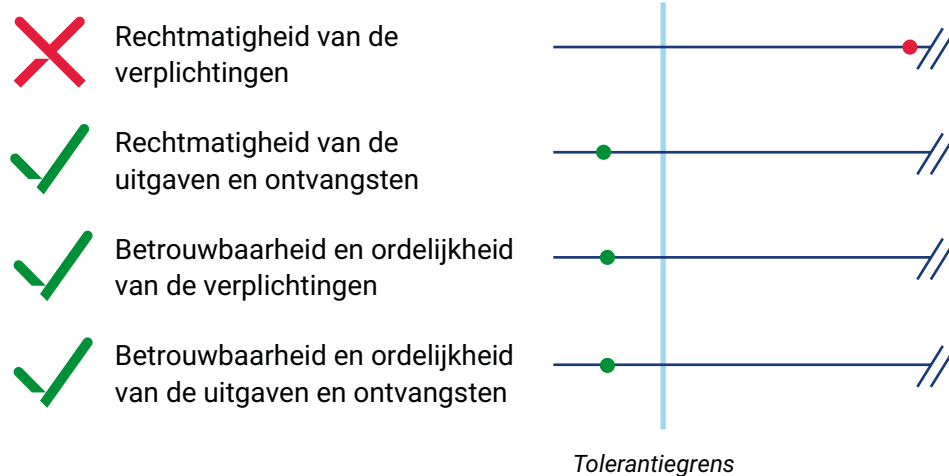 Rechtmatigheid van de
verplichtingen
Rechtmatigheid van de
uitgaven en ontvangsten
Betrouwbaarheid en ordelijkheid
van de verplichtingen
Betrouwbaarheid en ordelijkheid
van de uitgaven en ontvangsten
Tolerantiegrens